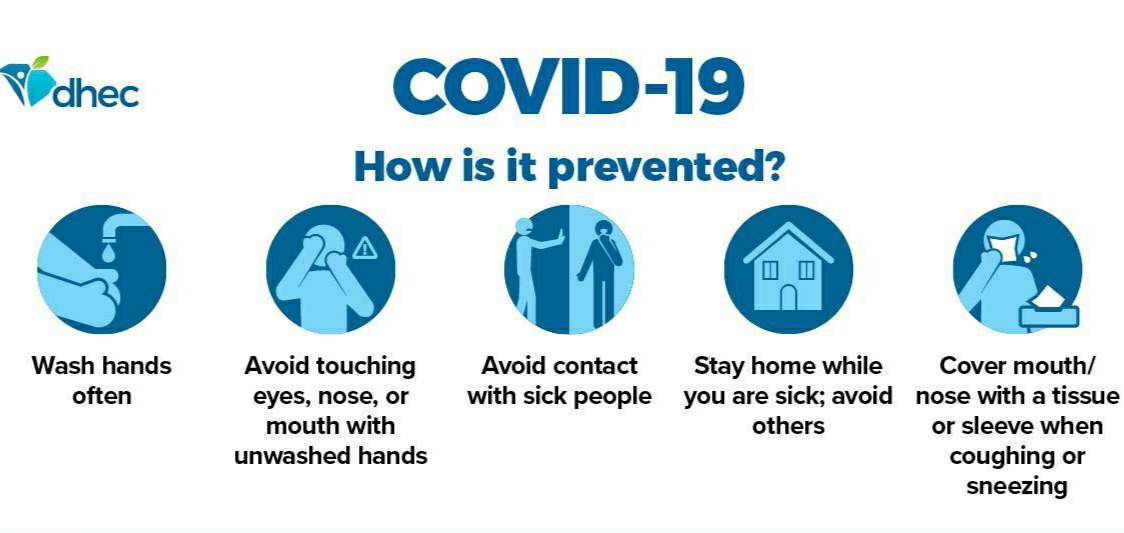 dhec
COVID-19
How is it prevented?
Wash hands
often
Avoid touching
eyes, nose, or
mouth with
unwashed hands
Avoid contact
with sick people
Stay home while
you are sick; avoid
others
Cover mouth/
nose with a tissue
or sleeve when
coughing or
sneezing